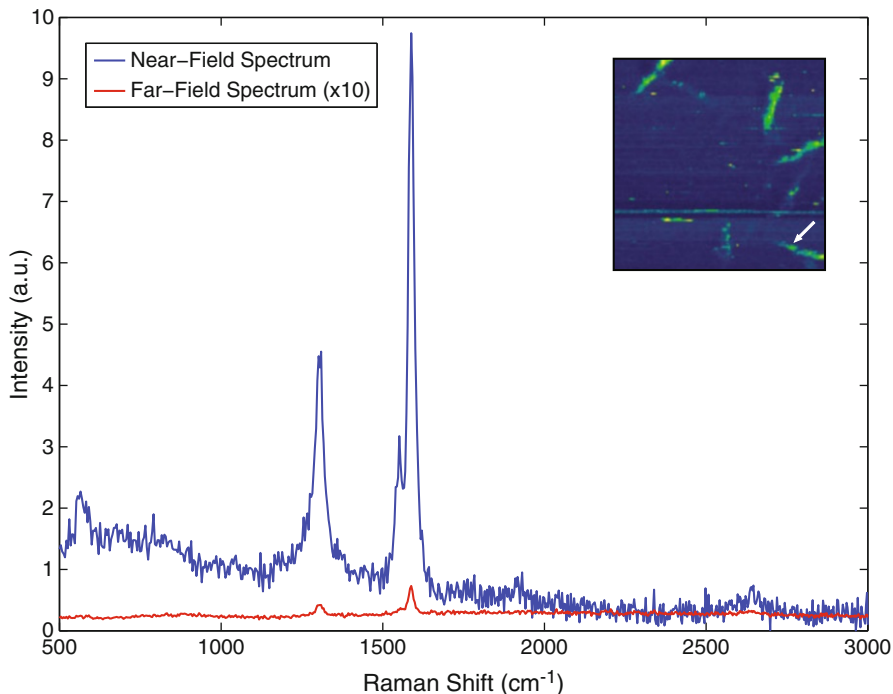 10
9
8
7
6
5
4
3
2
1
0
Intensity (a.u.)
Near–Field Spectrum
Far–Field Spectrum (x10)
500 1000 1500 2000 2500 3000
Raman Shift (cm-1)